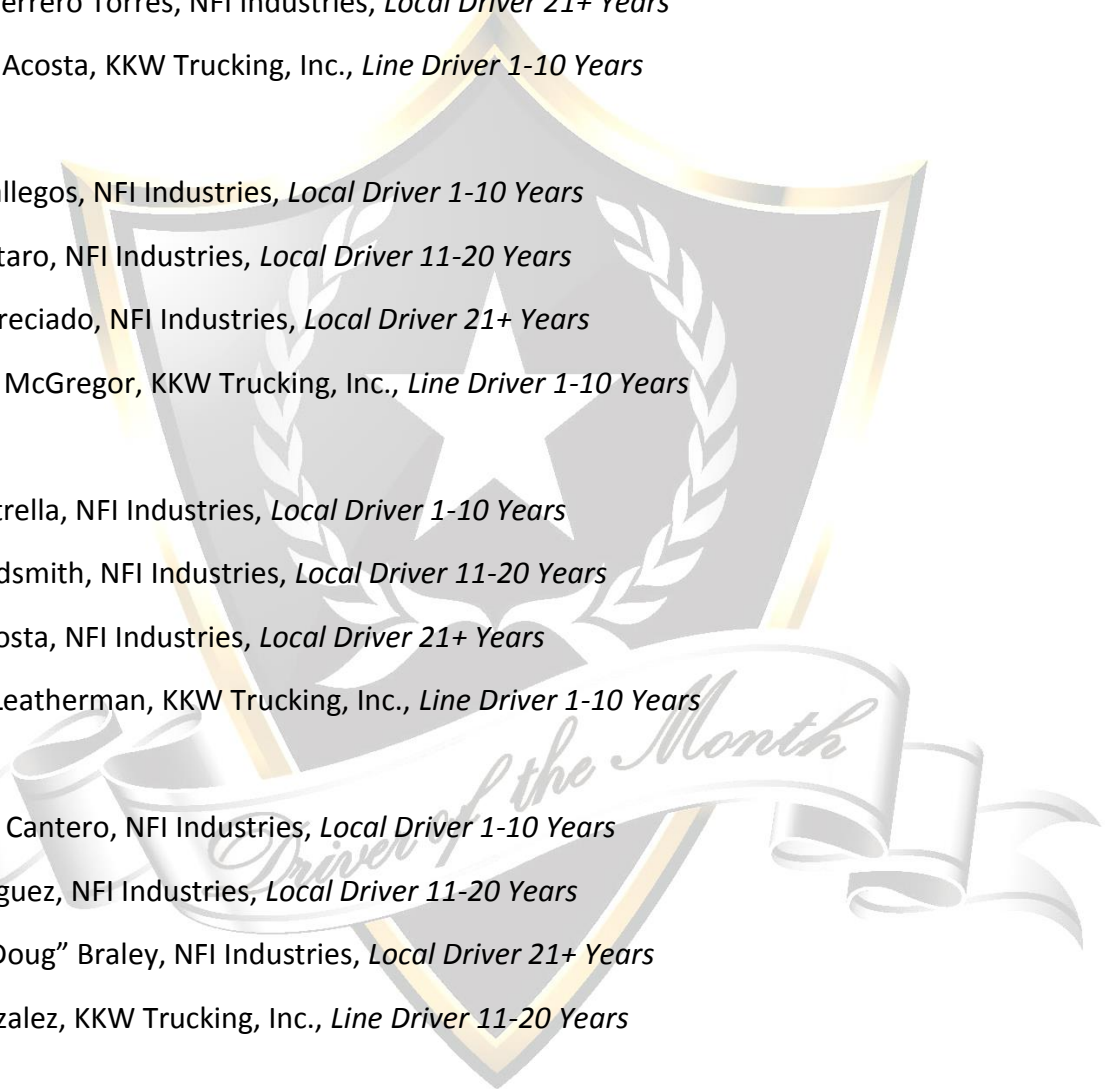 errero Torres, NFI Industries, Local Driver 21+ Years
Acosta, KKW Trucking, Inc., Line Driver 1-10 Years
llegos, NFI Industries, Local Driver 1-10 Years
taro, NFI Industries, Local Driver 11-20 Years
reciado, NFI Industries, Local Driver 21+ Years
McGregor, KKW Trucking, Inc., Line Driver 1-10 Years
trella, NFI Industries, Local Driver 1-10 Years
dsmith, NFI Industries, Local Driver 11-20 Years
osta, NFI Industries, Local Driver 21+ Years
Leatherman, KKW Trucking, Inc., Line Driver 1-10 Years
Driver of the Month
Cantero, NFI Industries, Local Driver 1-10 Years
guez, NFI Industries, Local Driver 11-20 Years
Doug” Braley, NFI Industries, Local Driver 21+ Years
zalez, KKW Trucking, Inc., Line Driver 11-20 Years